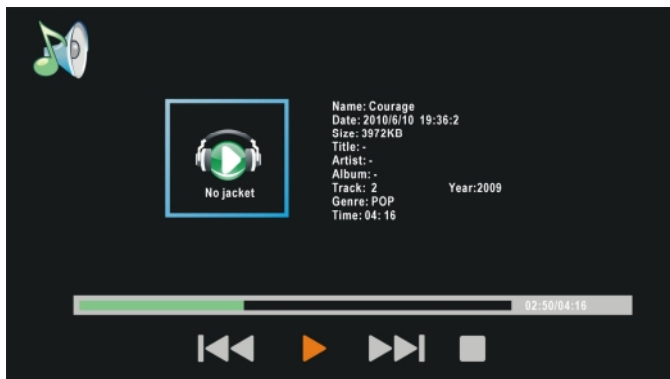 Name: Courage
Date: 2010/6/10 19:36:2
Size: 3972KB
Title: -
Artist: -
Album: -
Track: 2 Year:2009
Genre: POP
Time: 04: 16
No jacket
02:50/04:16